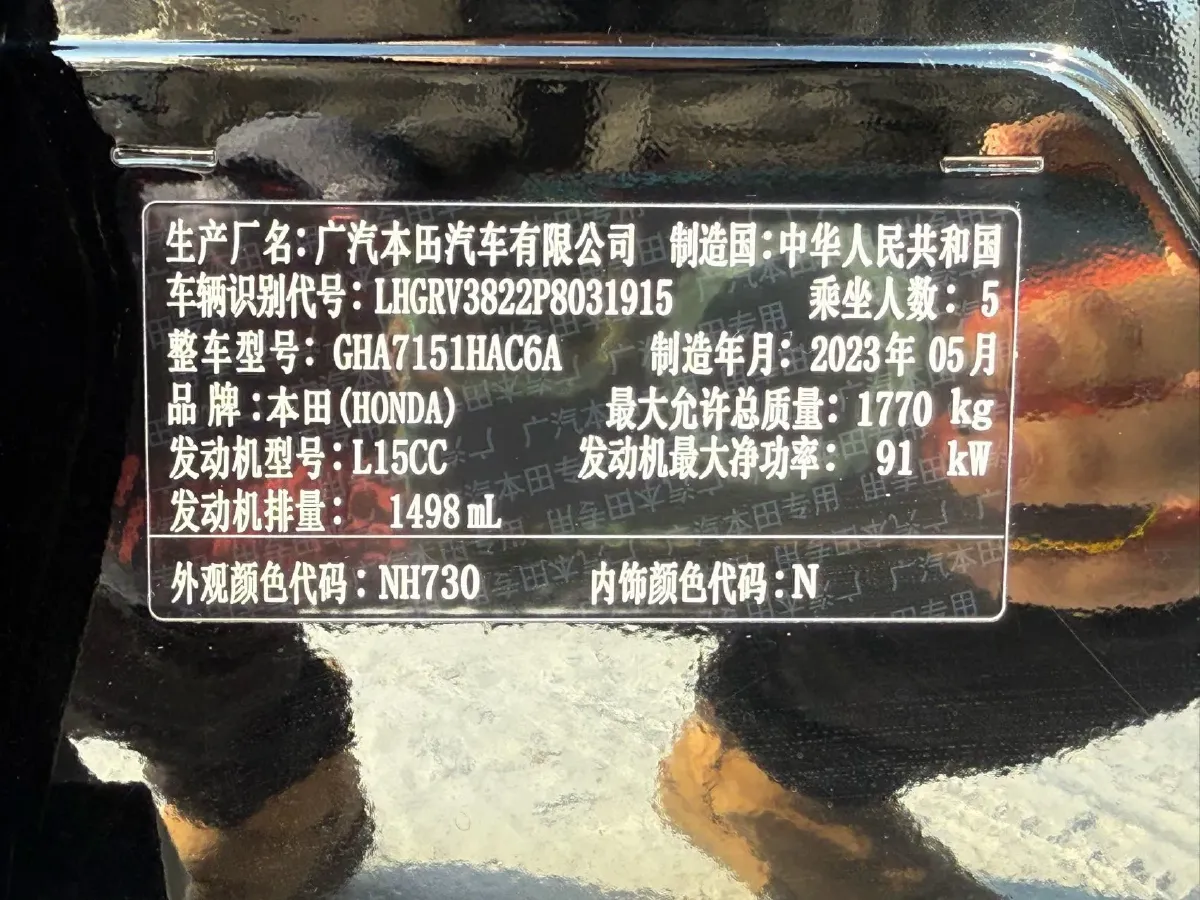 生产厂名：广汽本田汽车有限公司 制造国：中华人民共和国
车辆识别代号：LHGRV3822P8031915 乘坐人数：5
整车型号：GHA7151HAC6A 制造年月：2023年 05月
品 牌：本田(HONDA) 最大允许总质量：1770 kg
发动机型号：L15CC 发动机最大净功率： 91 kW
发动机排量： 1498 mL
外观颜色代码：NH730 内饰颜色代码：N